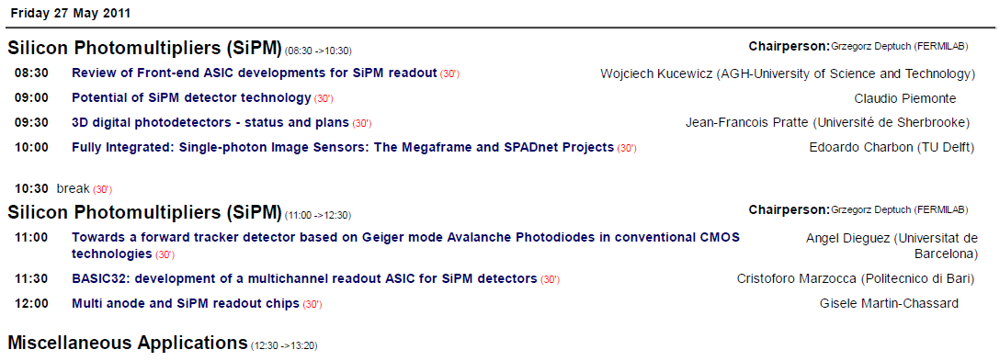 Friday 27 May 2011
Silicon Photomultipliers (SiPM) (08:30 ->10:30) Chairperson:Grzegorz Deptuch (FERMILAB)
08:30 Review of Front-end ASIC developments for SiPM readout (30') Wojciech Kucewicz (AGH-University of Science and Technology)
09:00 Potential of SiPM detector technology (30') Claudio Piemonte
09:30 3D digital photodetectors - status and plans (30') Jean-Francois Pratte (Université de Sherbrooke)
10:00 Fully Integrated: Single-photon Image Sensors: The Megaframe and SPADnet Projects (30') Edoardo Charbon (TU Delft)
10:30 break (30')
Silicon Photomultipliers (SiPM) (11:00 ->12:30) Chairperson:Grzegorz Deptuch (FERMILAB)
11:00 Towards a forward tracker detector based on Geiger mode Avalanche Photodiodes in conventional CMOS Angel Dieguez (Universitat de
technologies (30') Barcelona)
11:30 BASIC32: development of a multichannel readout ASIC for SiPM detectors (30') Cristoforo Marzocca (Politecnico di Bari)
12:00 Multi anode and SiPM readout chips (30') Gisele Martin-Chassard
Miscellaneous Applications (12:30 ->13:20)